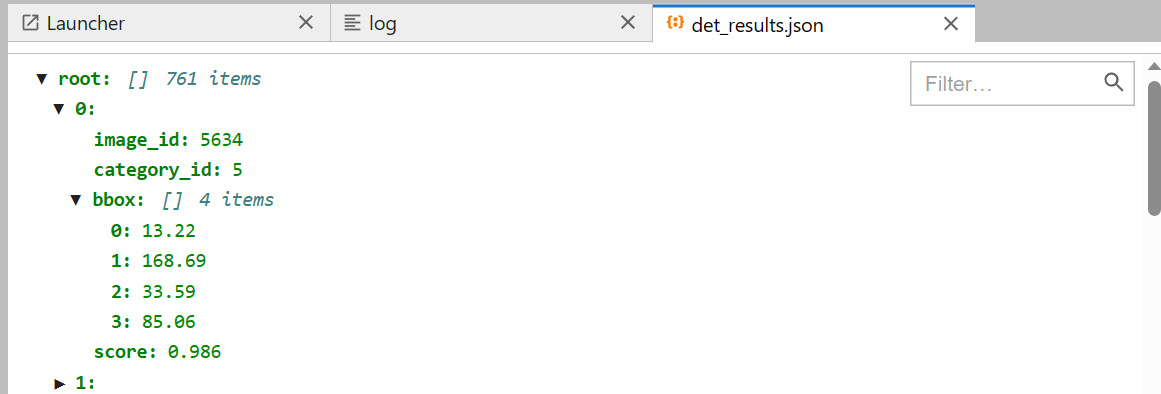 Launcher
log
det_results.json
root: [] 761 items
Filter…
0:
image_id: 5634
category_id: 5
bbox: [] 4 items
0: 13.22
1: 168.69
2: 33.59
3: 85.06
score: 0.986
1: